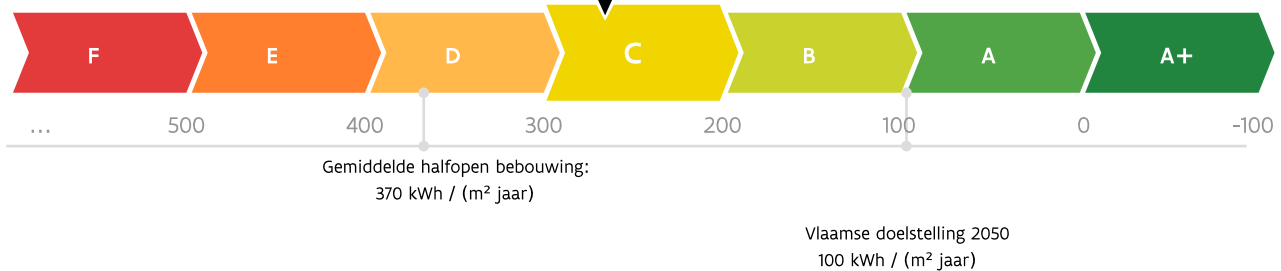 F E D C B A A+
... 500 400 300 200 100 0 -100
Gemiddelde halfopen bebouwing:
370 kWh / (m² jaar)
Vlaamse doelstelling 2050
100 kWh / (m² jaar)